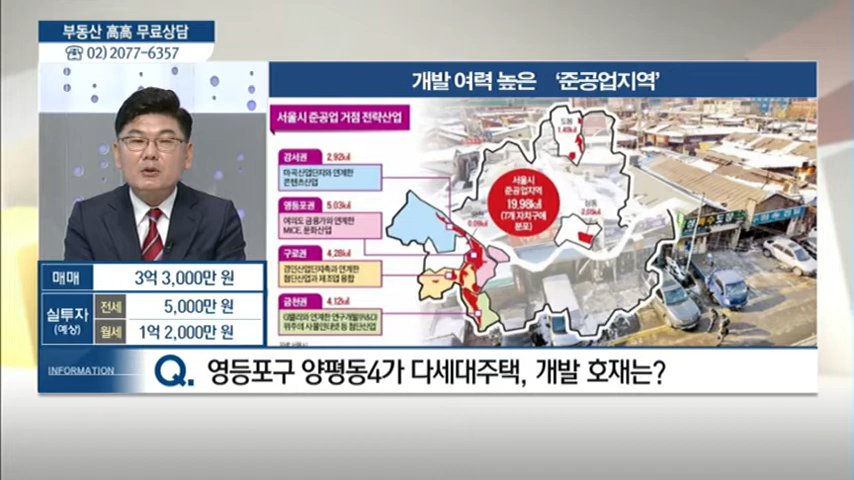 부동산 高高 무료상담
☎ 02) 2077-6357
개발 여력 높은 '준공업지역'
서울시 준공업 거점 전략산업
강서권 2.92㎢
마곡산업단지와 연계한
콘텐츠산업
영등포권 5.03㎢
여의도 금융가와 연계한
MICE, 문화산업
구로권 4.28㎢
경인산업단지축과 연계한
첨단산업과 제조업 융합
금천권 4.12㎢
G밸리와 연계한 연구개발(R&D)
위주의 사물인터넷 등 첨단산업
도봉
1.49㎢
서울시
준공업지역
19.98㎢
(7개 자치구에
분포)
성동
2.05㎢
0.09㎢
매매 3억 3,000만 원
실투자
(예상)
전세 5,000만 원
월세 1억 2,000만 원
INFORMATION
Q. 영등포구 양평동4가 다세대주택, 개발 호재는?